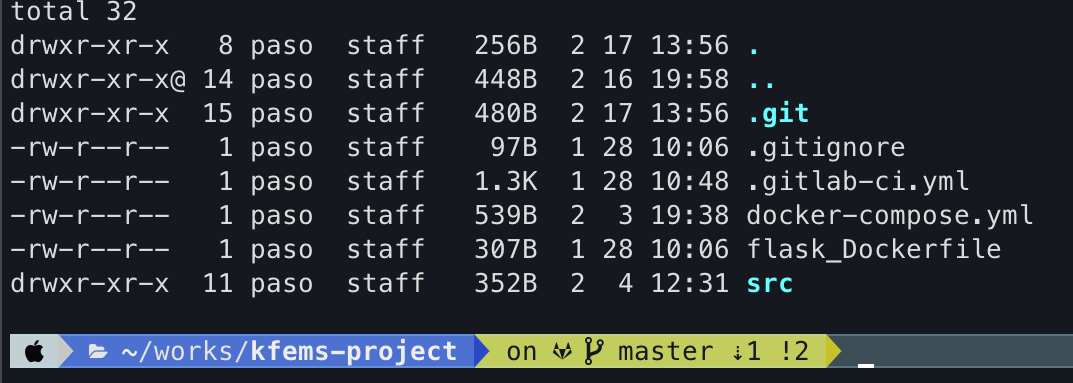 total 32
drwxr-xr-x   8 paso  staff   256B  2 17 13:56 .
drwxr-xr-x@ 14 paso  staff   448B  2 16 19:58 ..
drwxr-xr-x  15 paso  staff   480B  2 17 13:56 .git
-rw-r--r--   1 paso  staff    97B  1 28 10:06 .gitignore
-rw-r--r--   1 paso  staff   1.3K  1 28 10:48 .gitlab-ci.yml
-rw-r--r--   1 paso  staff   539B  2  3 19:38 docker-compose.yml
-rw-r--r--   1 paso  staff   307B  1 28 10:06 flask_Dockerfile
drwxr-xr-x  11 paso  staff   352B  2  4 12:31 src
~/works/kfems-project on master ⇣1 !2